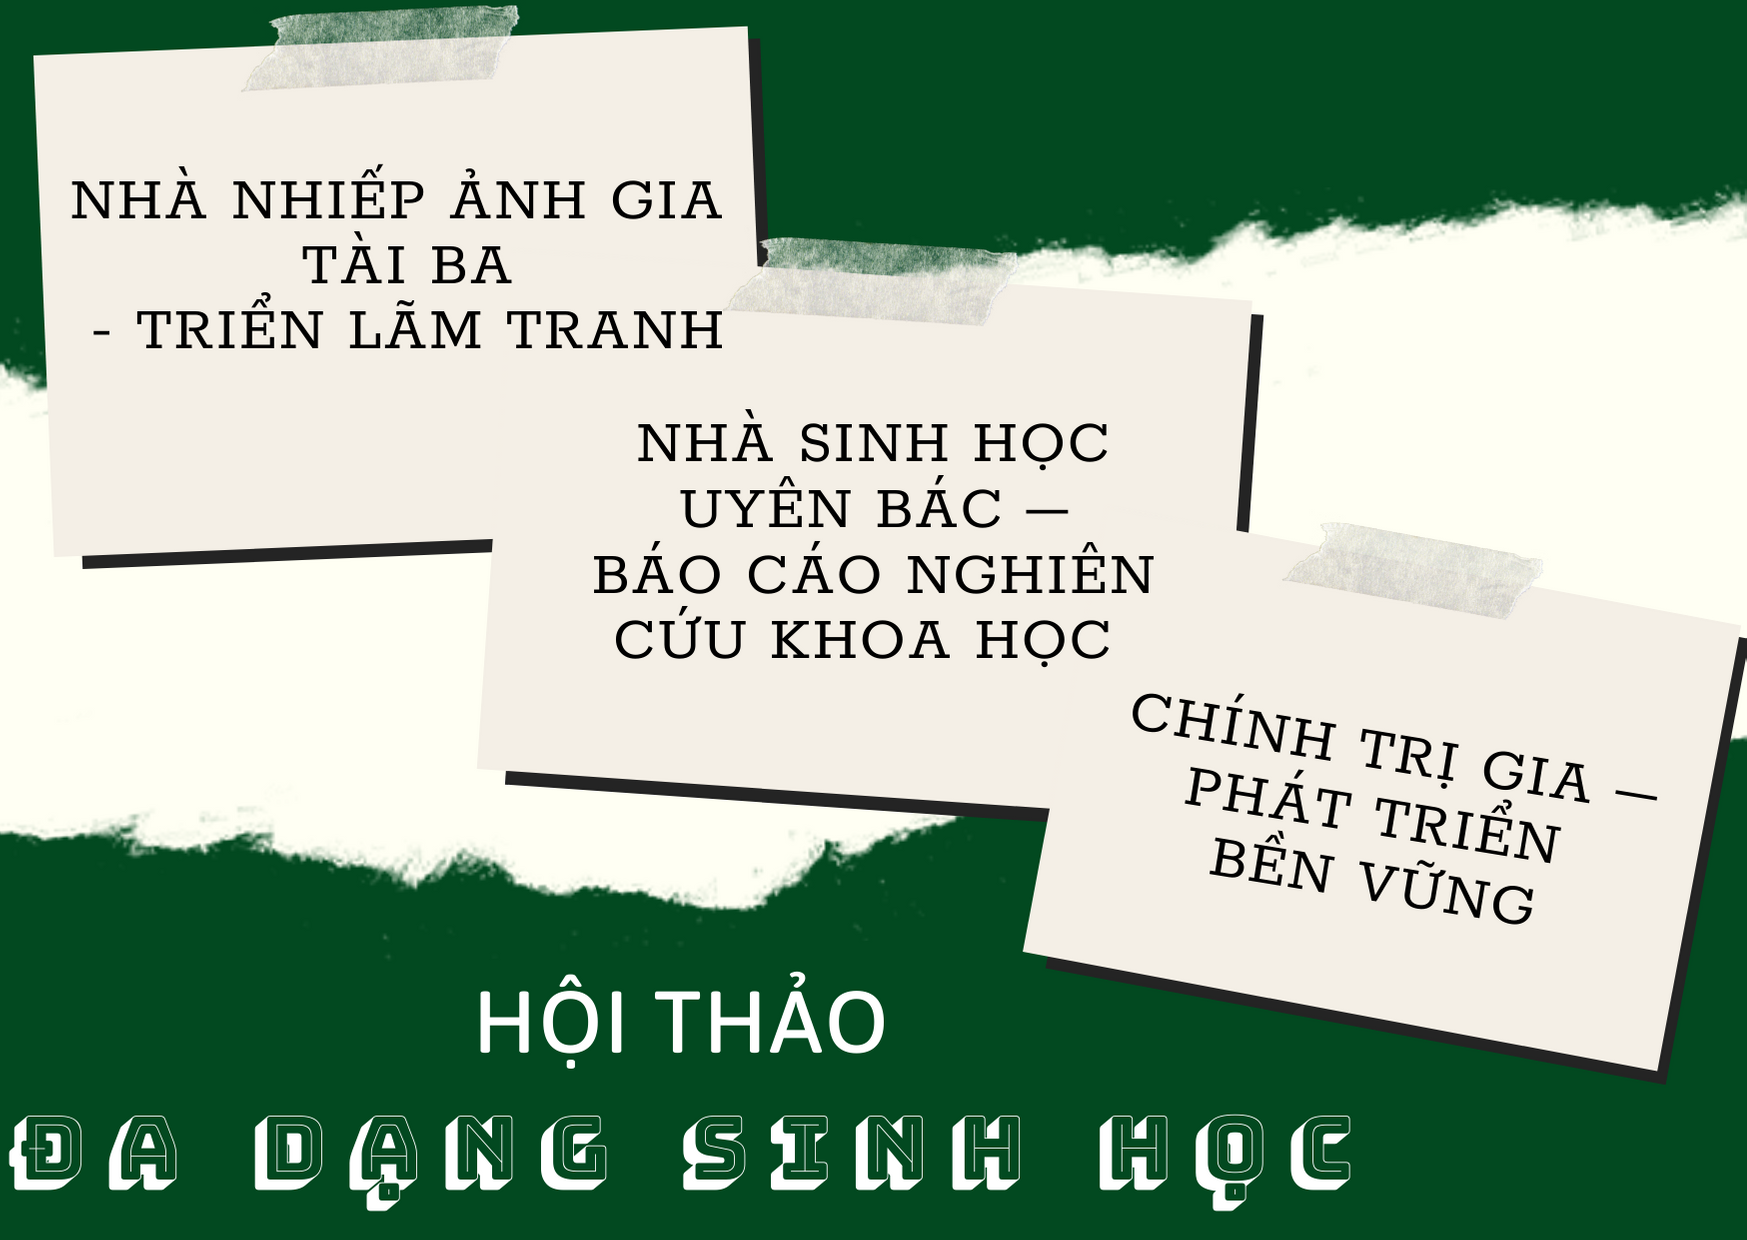 NHÀ NHIẾP ẢNH GIA
TÀI BA
- TRIỂN LÃM TRANH
NHÀ SINH HỌC
UYÊN BÁC —
BÁO CÁO NGHIÊN
CỨU KHOA HỌC
CHÍNH TRỊ GIA —
PHÁT TRIỂN
BỀN VỮNG
HỘI THẢO
ĐA DẠNG SINH HỌC